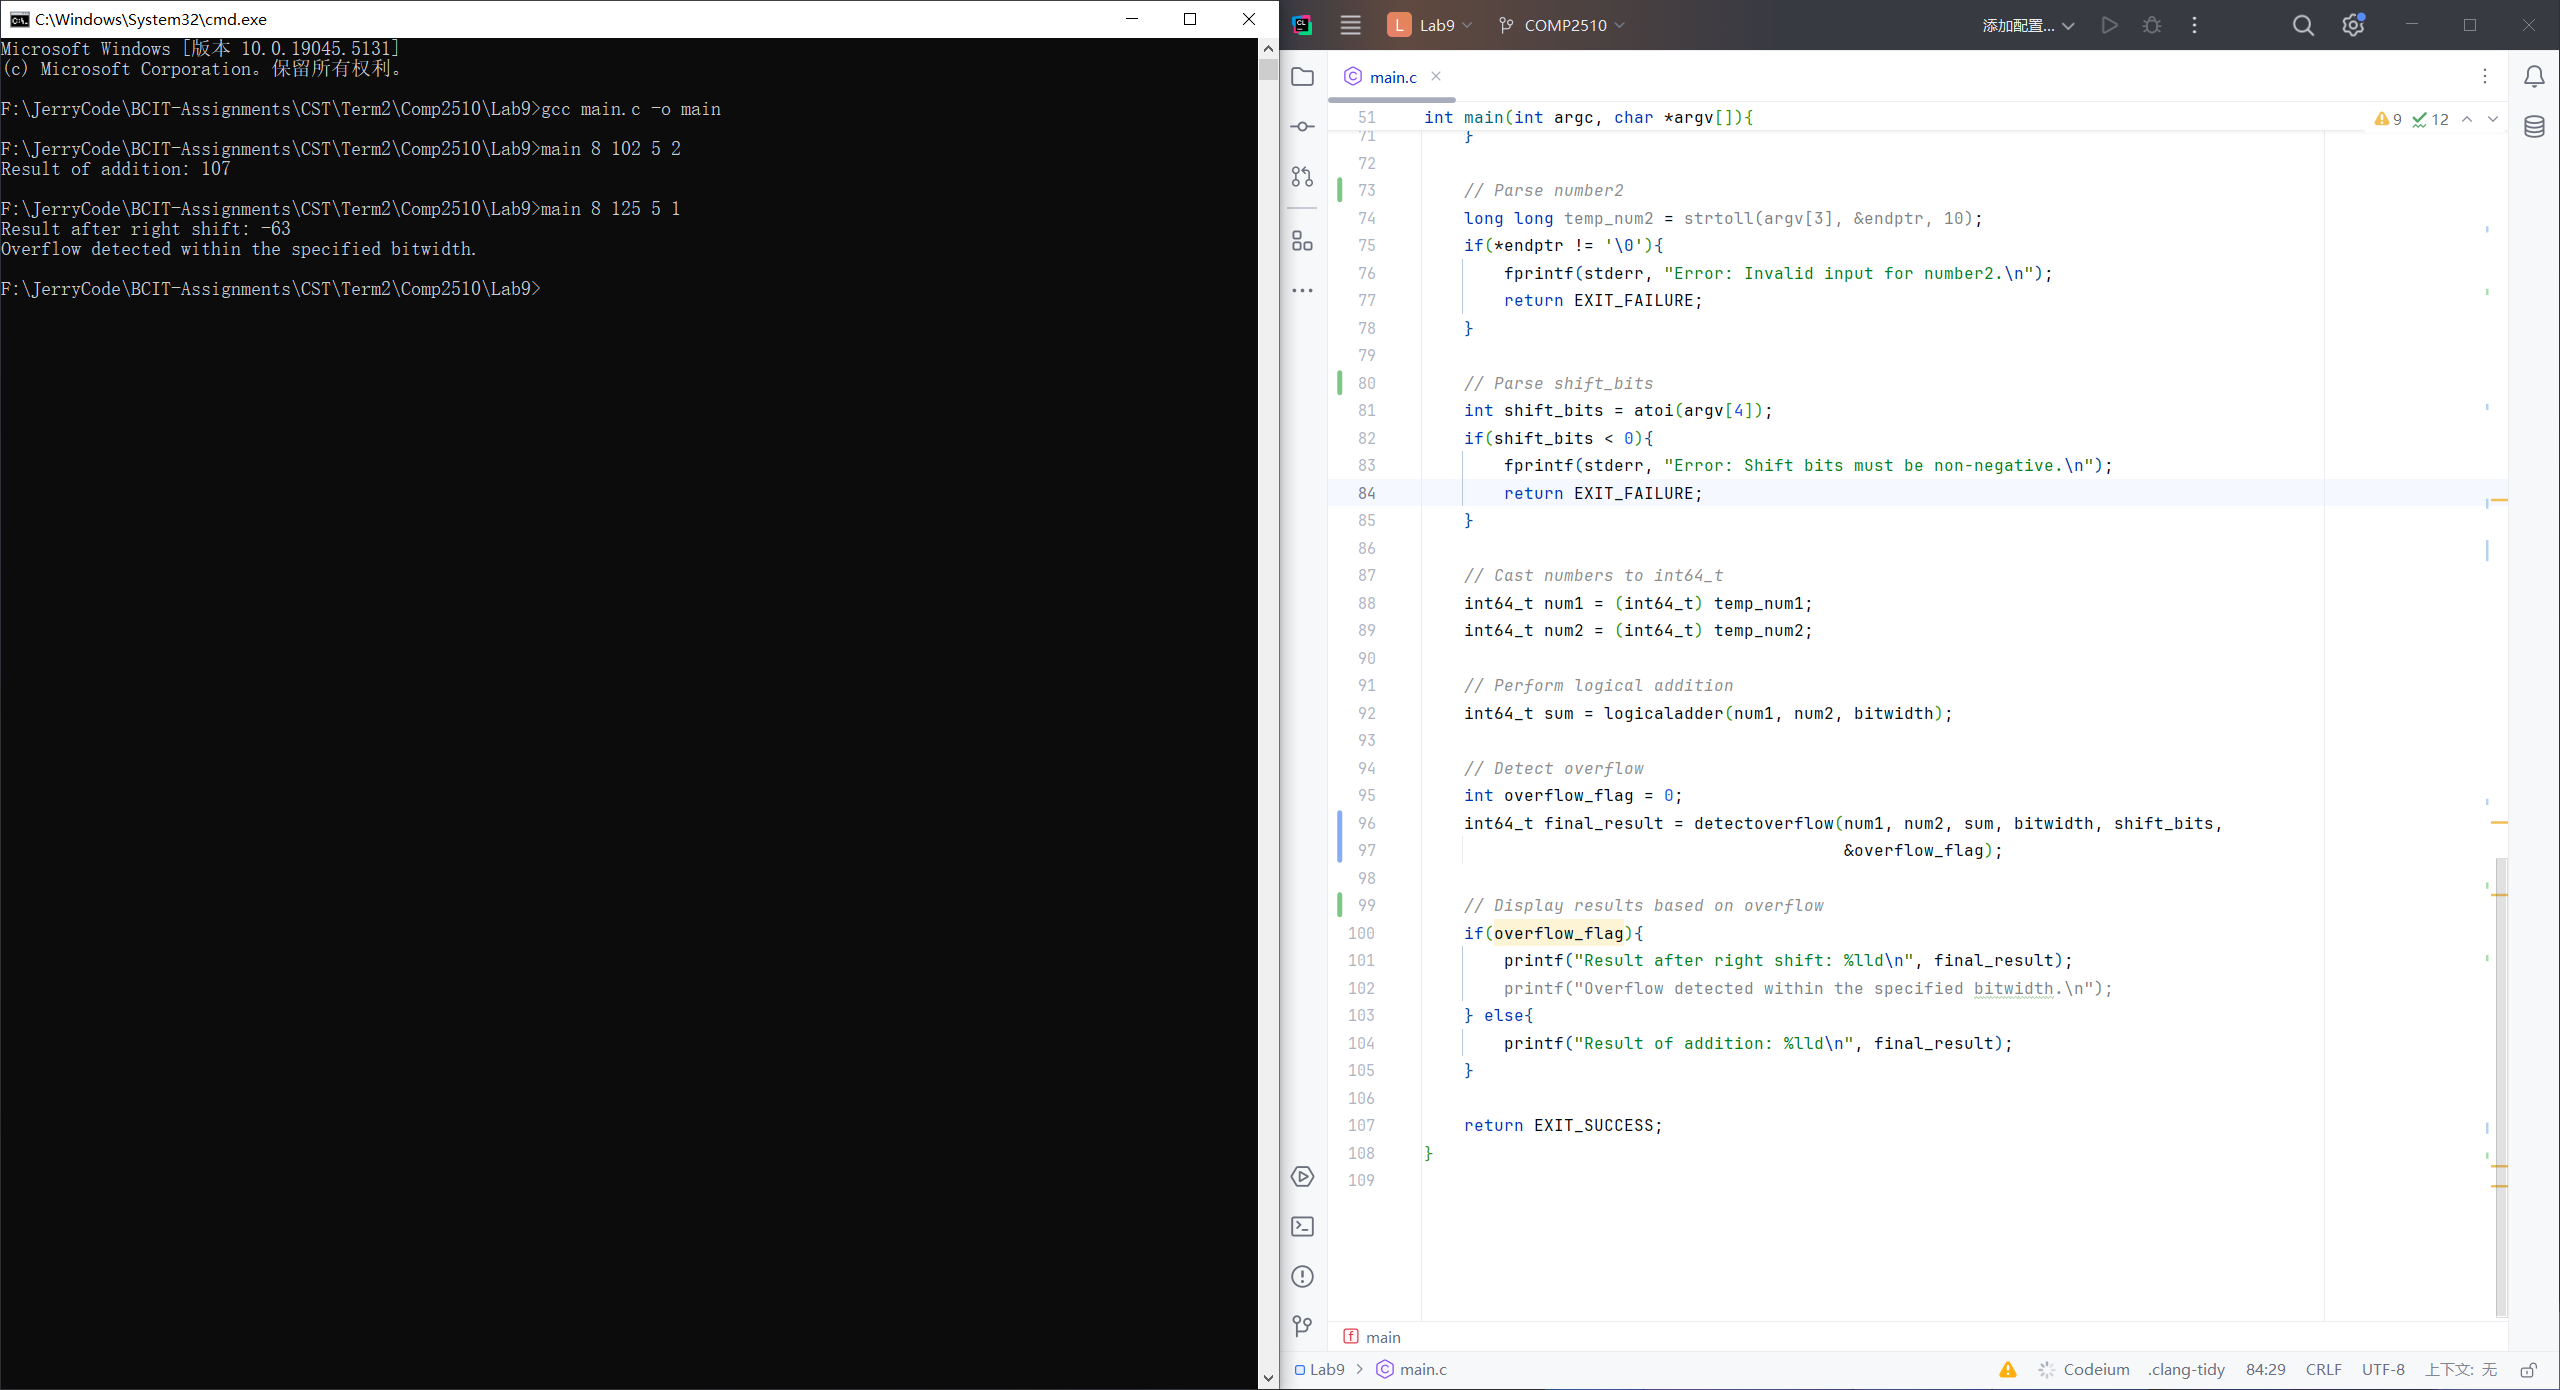 C:\Windows\System32\cmd.exe
Microsoft Windows [版本 10.0.19045.5131]
(c) Microsoft Corporation。保留所有权利。
F:\JerryCode\BCIT-Assignments\CST\Term2\Comp2510\Lab9>gcc main.c -o main
F:\JerryCode\BCIT-Assignments\CST\Term2\Comp2510\Lab9>main 8 102 5 2
Result of addition: 107
F:\JerryCode\BCIT-Assignments\CST\Term2\Comp2510\Lab9>main 8 125 5 1
Result after right shift: -63
Overflow detected within the specified bitwidth.
F:\JerryCode\BCIT-Assignments\CST\Term2\Comp2510\Lab9>
L Lab9 COMP2510 添加配置...
main.c
51 int main(int argc, char *argv[]){
9 12
71 }
72
73 // Parse number2
74 long long temp_num2 = strtoll(argv[3], &endptr, 10);
75 if(*endptr != '\0'){
76 fprintf(stderr, "Error: Invalid input for number2.\n");
77 return EXIT_FAILURE;
78 }
79
80 // Parse shift_bits
81 int shift_bits = atoi(argv[4]);
82 if(shift_bits < 0){
83 fprintf(stderr, "Error: Shift bits must be non-negative.\n");
84 return EXIT_FAILURE;
85 }
86
87 // Cast numbers to int64_t
88 int64_t num1 = (int64_t) temp_num1;
89 int64_t num2 = (int64_t) temp_num2;
90
91 // Perform logical addition
92 int64_t sum = logicaladder(num1, num2, bitwidth);
93
94 // Detect overflow
95 int overflow_flag = 0;
96 int64_t final_result = detectoverflow(num1, num2, sum, bitwidth, shift_bits,
97 &overflow_flag);
98
99 // Display results based on overflow
100 if(overflow_flag){
101 printf("Result after right shift: %lld\n", final_result);
102 printf("Overflow detected within the specified bitwidth.\n");
103 } else{
104 printf("Result of addition: %lld\n", final_result);
105 }
106
107 return EXIT_SUCCESS;
108 }
109
f main
Lab9 > main.c
Codeium .clang-tidy 84:29 CRLF UTF-8 上下文: 无